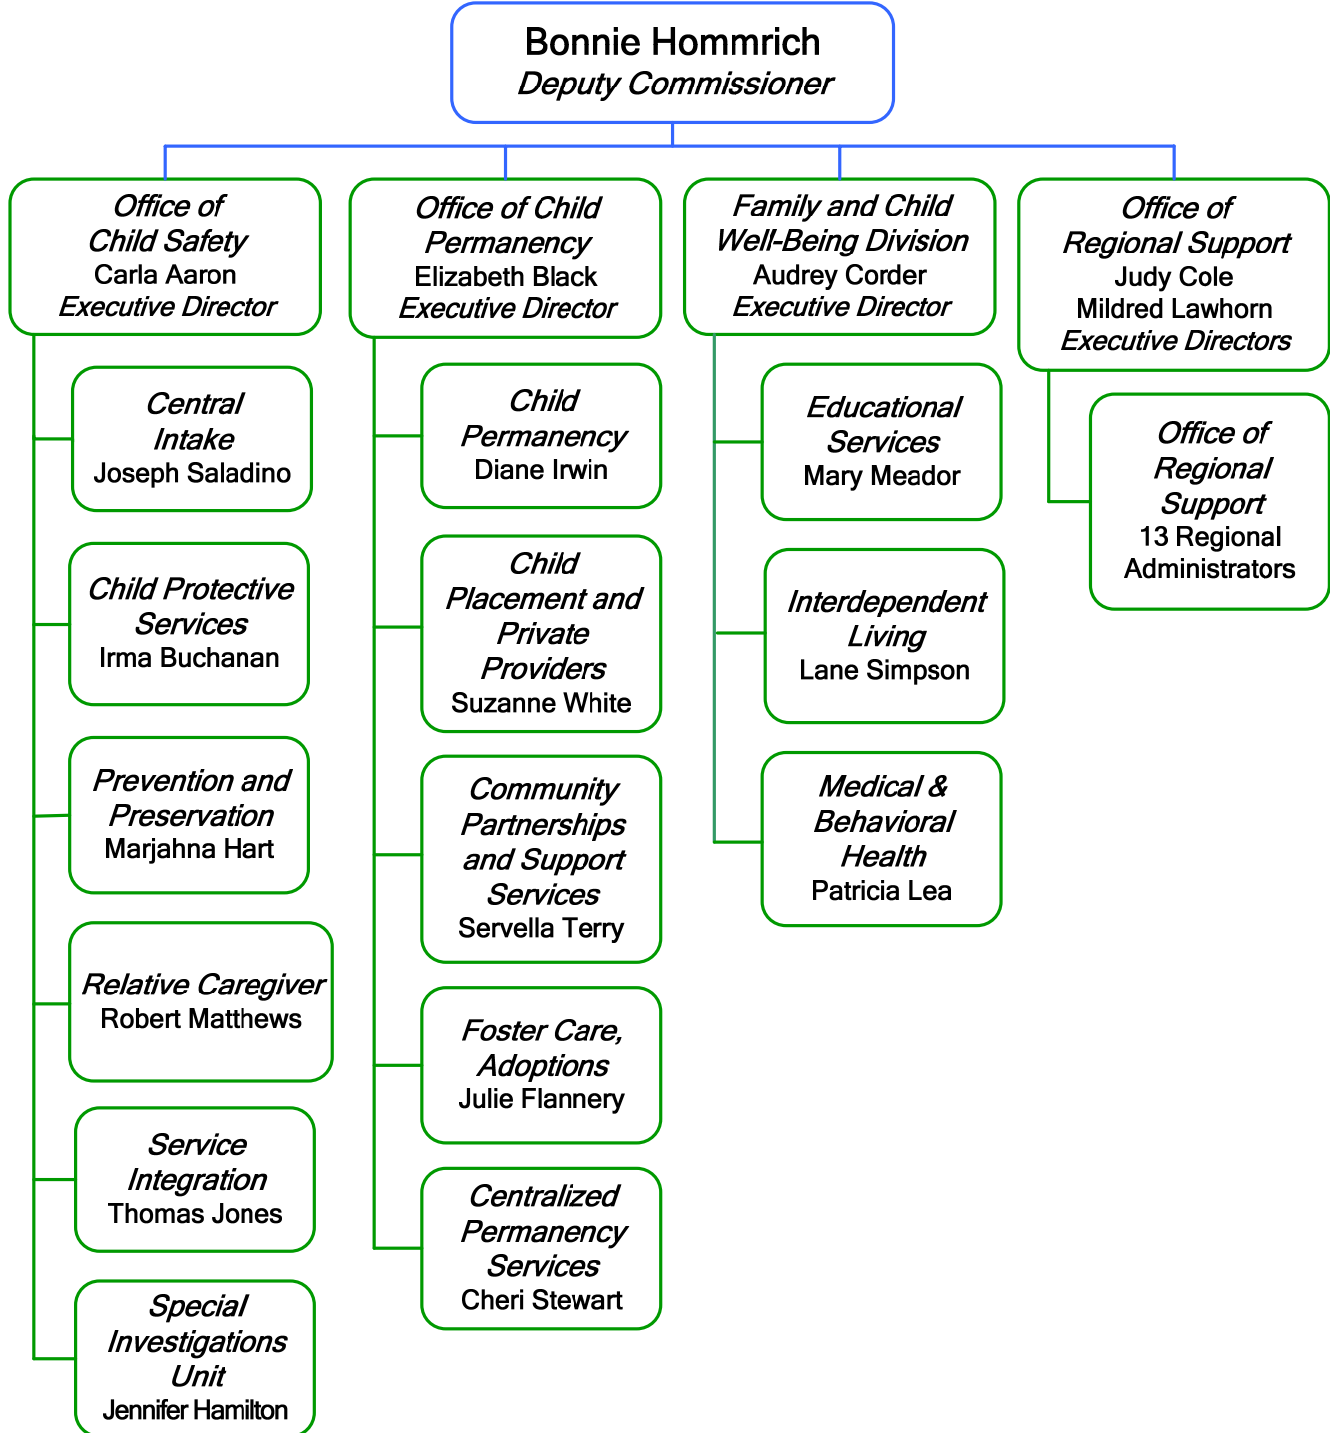 Bonnie Hommrich
Deputy Commissioner
Office of
Child Safety
Carla Aaron
Executive Director
Central
Intake
Joseph Saladino
Child Protective
Services
Irma Buchanan
Prevention and
Preservation
Marjahna Hart
Relative Caregiver
Robert Matthews
Service
Integration
Thomas Jones
Special
Investigations
Unit
Jennifer Hamilton
Office of Child
Permanency
Elizabeth Black
Executive Director
Child
Permanency
Diane Irwin
Child
Placement and
Private
Providers
Suzanne White
Community
Partnerships
and Support
Services
Servella Terry
Foster Care,
Adoptions
Julie Flannery
Centralized
Permanency
Services
Cheri Stewart
Family and Child
Well-Being Division
Audrey Corder
Executive Director
Educational
Services
Mary Meador
Interdependent
Living
Lane Simpson
Medical &
Behavioral
Health
Patricia Lea
Office of
Regional Support
Judy Cole
Mildred Lawhorn
Executive Directors
Office of
Regional
Support
13 Regional
Administrators